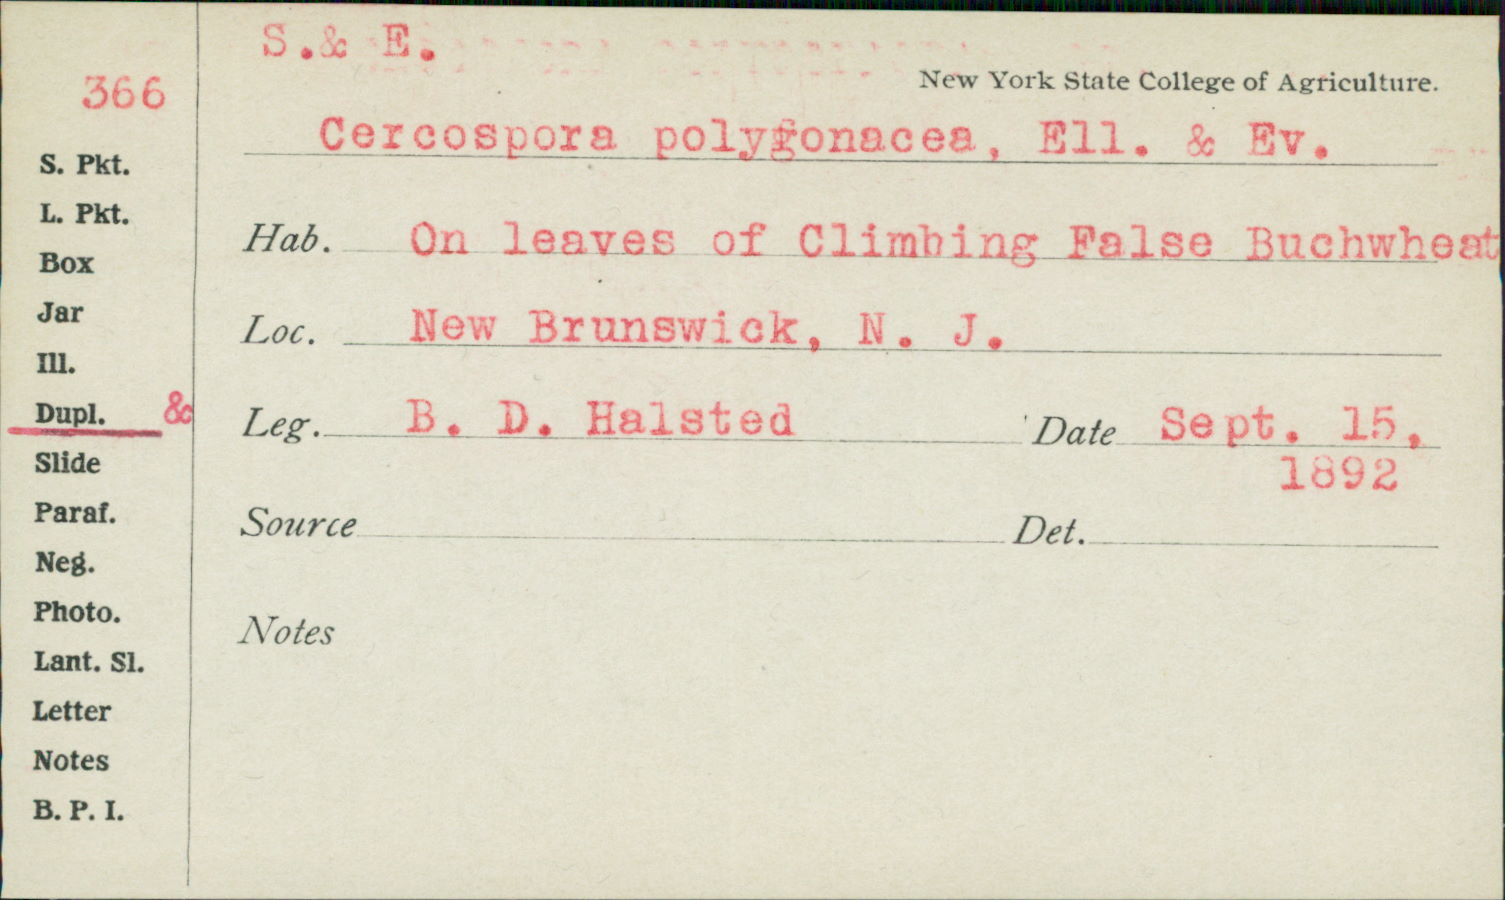 S.& E.
366
New York State College of Agriculture.
Cercospora polygonacea, Ell. & Ev.
S. Pkt.
L. Pkt.
Hab. On leaves of Climbing False Buchwheat
Box
Jar
Loc. New Brunswick, N. J.
Ill.
Dupl. &
Leg. B. D. Halsted Date Sept. 15,
1892
Slide
Paraf.
Source Det.
Neg.
Photo.
Notes
Lant. Sl.
Letter
Notes
B. P. I.